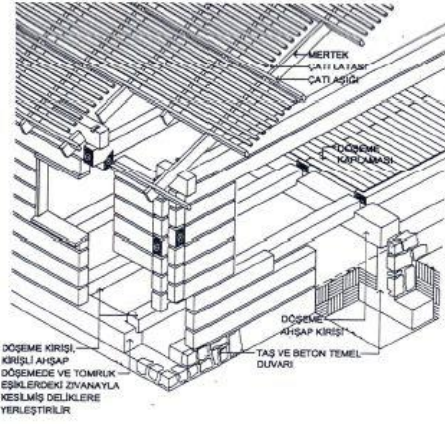 MERTEK
ÇATI LATASI
ÇATI AŞIĞI
DÖŞEME
KAPLAMASI
DÖŞEME
AHŞAP KİRİŞİ
TAŞ VE BETON TEMEL
DUVARI
DÖŞEME KİRİŞİ,
KİRİŞLİ AHŞAP
DÖŞEMEDE VE TOMRUK
EŞİKLERDEKİ ZIVANAYLA
KESİLMİŞ DELİKLERE
YERLEŞTİRİLİR